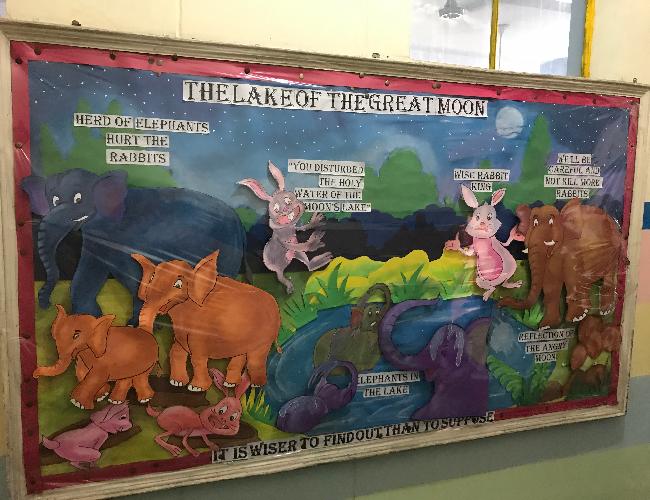 THE LAKE OF THE GREAT MOON
HERD OF ELEPHANTS
HURT THE
RABBITS
"YOU DISTURBED
THE HOLY
WATER OF THE
MOON'S LAKE"
WISE RABBIT
KING
WE'LL BE
CAREFUL AND
NOT KILL MORE
RABBITS
REFLECTION OF
THE ANGRY
MOON
ELEPHANTS IN
THE LAKE
IT IS WISER TO FIND OUT, THAN TO SUPPOSE